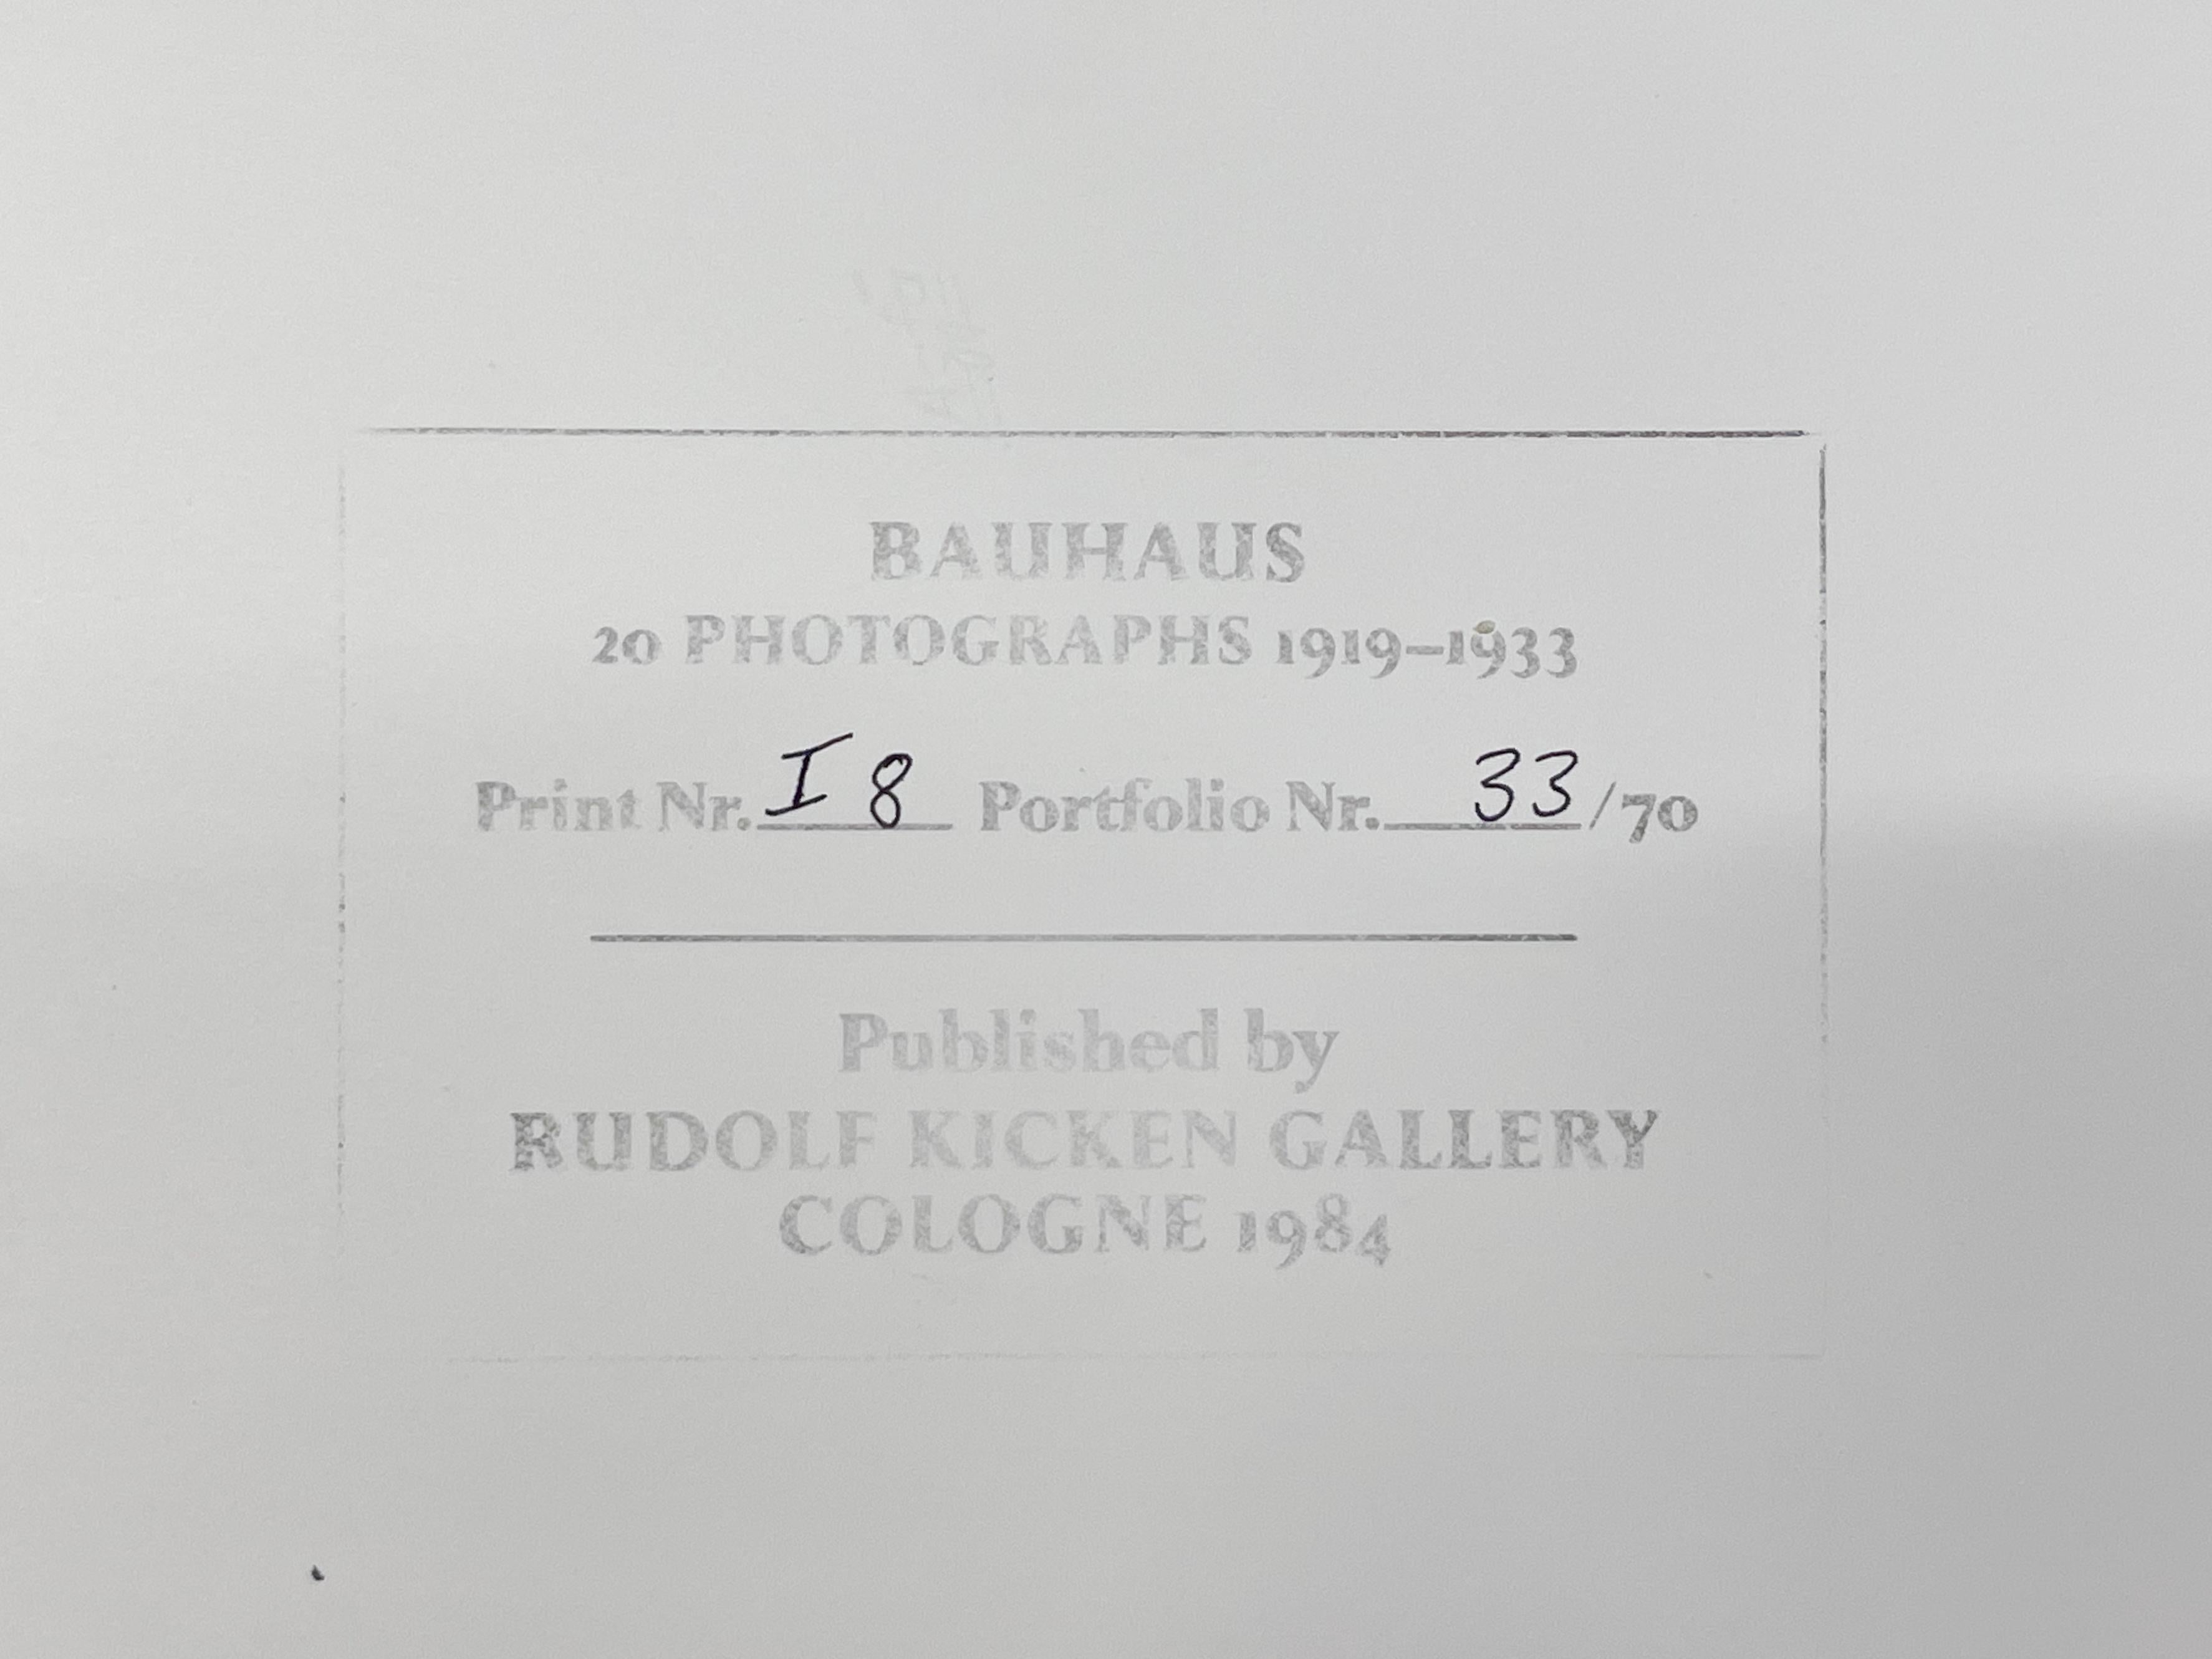 BAUHAUS
20 PHOTOGRAPHS 1919–1933
Print Nr. I 8 Portfolio Nr. 33/70
Published by
RUDOLF KICKEN GALLERY
COLOGNE 1984